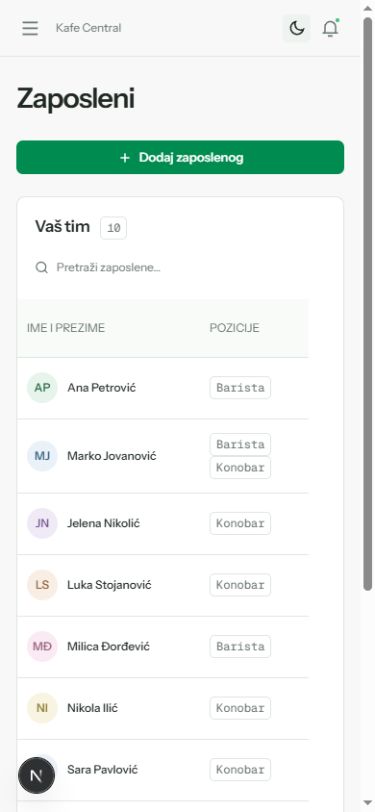 Kafe Central
Zaposleni
+ Dodaj zaposlenog
Vaš tim 10
Pretraži zaposlene...
IME I PREZIME POZICIJE
AP Ana Petrović Barista
MJ Marko Jovanović Barista
Konobar
JN Jelena Nikolić Konobar
LS Luka Stojanović Konobar
MĐ Milica Đorđević Barista
NI Nikola Ilić Konobar
N Sara Pavlović Konobar